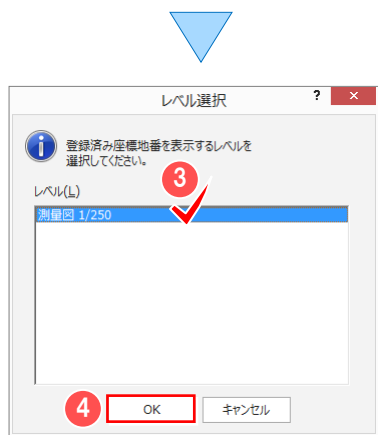 レベル選択
? ×
登録済み座標地番を表示するレベルを
選択してください。
3
レベル(L)
測量図 1/250
4
OK
キャンセル